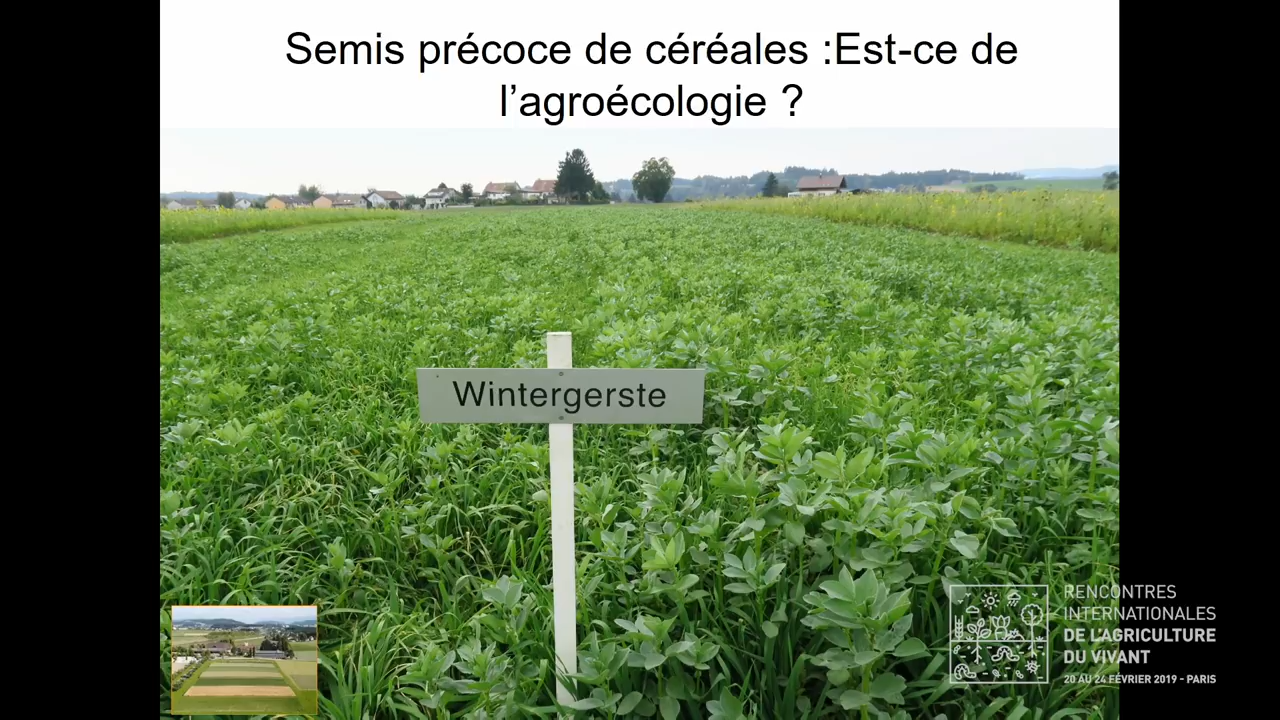 Semis précoce de céréales :Est-ce de
l’agroécologie ?
Wintergerste
RENCONTRES
INTERNATIONALES
DE L'AGRICULTURE
DU VIVANT
20 AU 24 FÉVRIER 2019 - PARIS